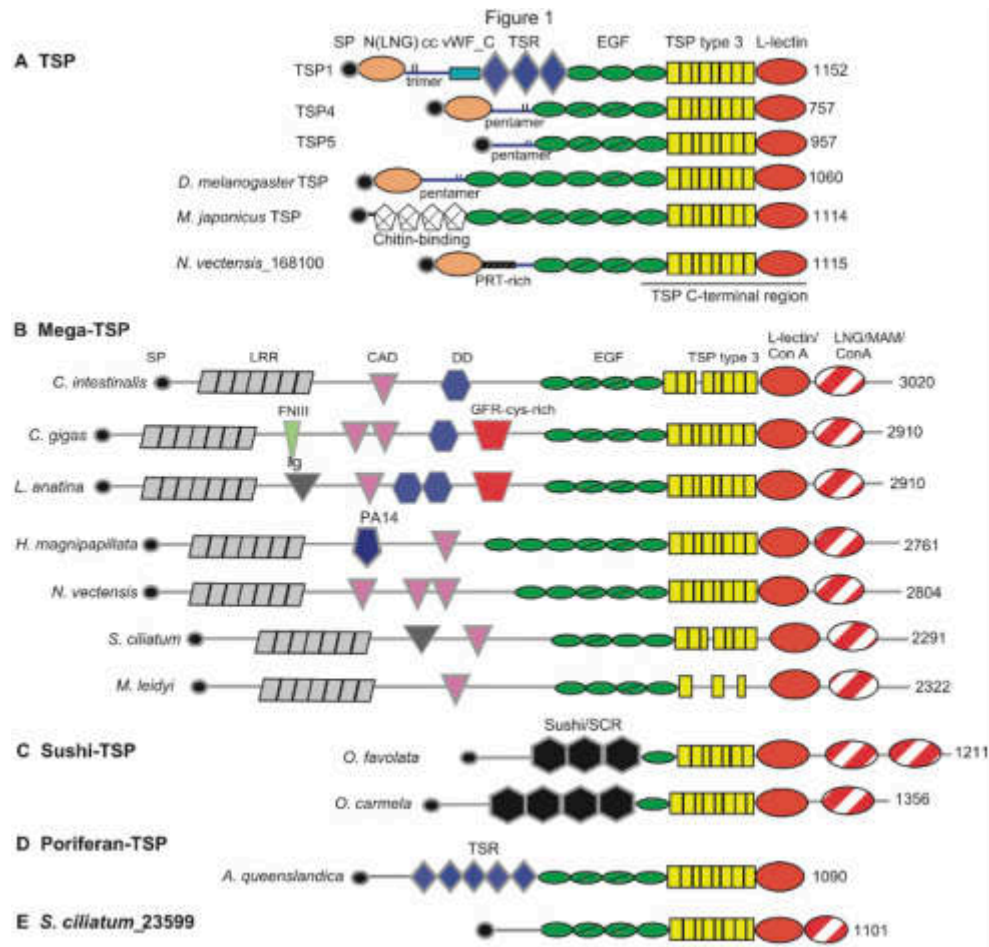 Figure 1
SP N(LNG) cc vWF_C TSR EGF TSP type 3 L-lectin
A TSP
TSP1 trimer 1152
TSP4 pentamer 757
TSP5 pentamer 957
D. melanogaster TSP pentamer 1060
M. japonicus TSP 1114
Chitin-binding
N. vectensis_168100 1115
PRT-rich
TSP C-terminal region
B Mega-TSP
L-lectin/ LNG/MAM/
SP LRR CAD DD EGF TSP type 3 Con A ConA
C. intestinalis 3020
FNIII GFR-cys-rich
C. gigas 2910
Ig
L. anatina 2910
PA14
H. magnipapillata 2761
N. vectensis 2804
S. ciliatum 2291
M. leidyi 2322
Sushi/SCR
C Sushi-TSP
O. favolata 1211
O. carmela 1356
D Poriferan-TSP
TSR
A. queenslandica 1090
E S. ciliatum_23599
1101